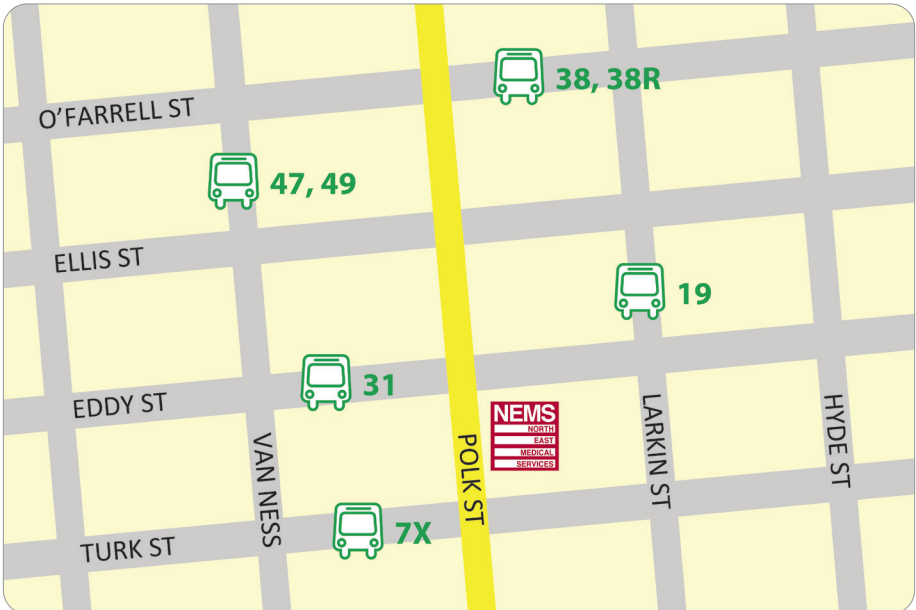 38, 38R
O'FARRELL ST
47, 49
ELLIS ST
19
31
EDDY ST
NEMS
NORTH
EAST
MEDICAL
SERVICES
LARKIN ST
HYDE ST
VAN NESS
POLK ST
7X
TURK ST